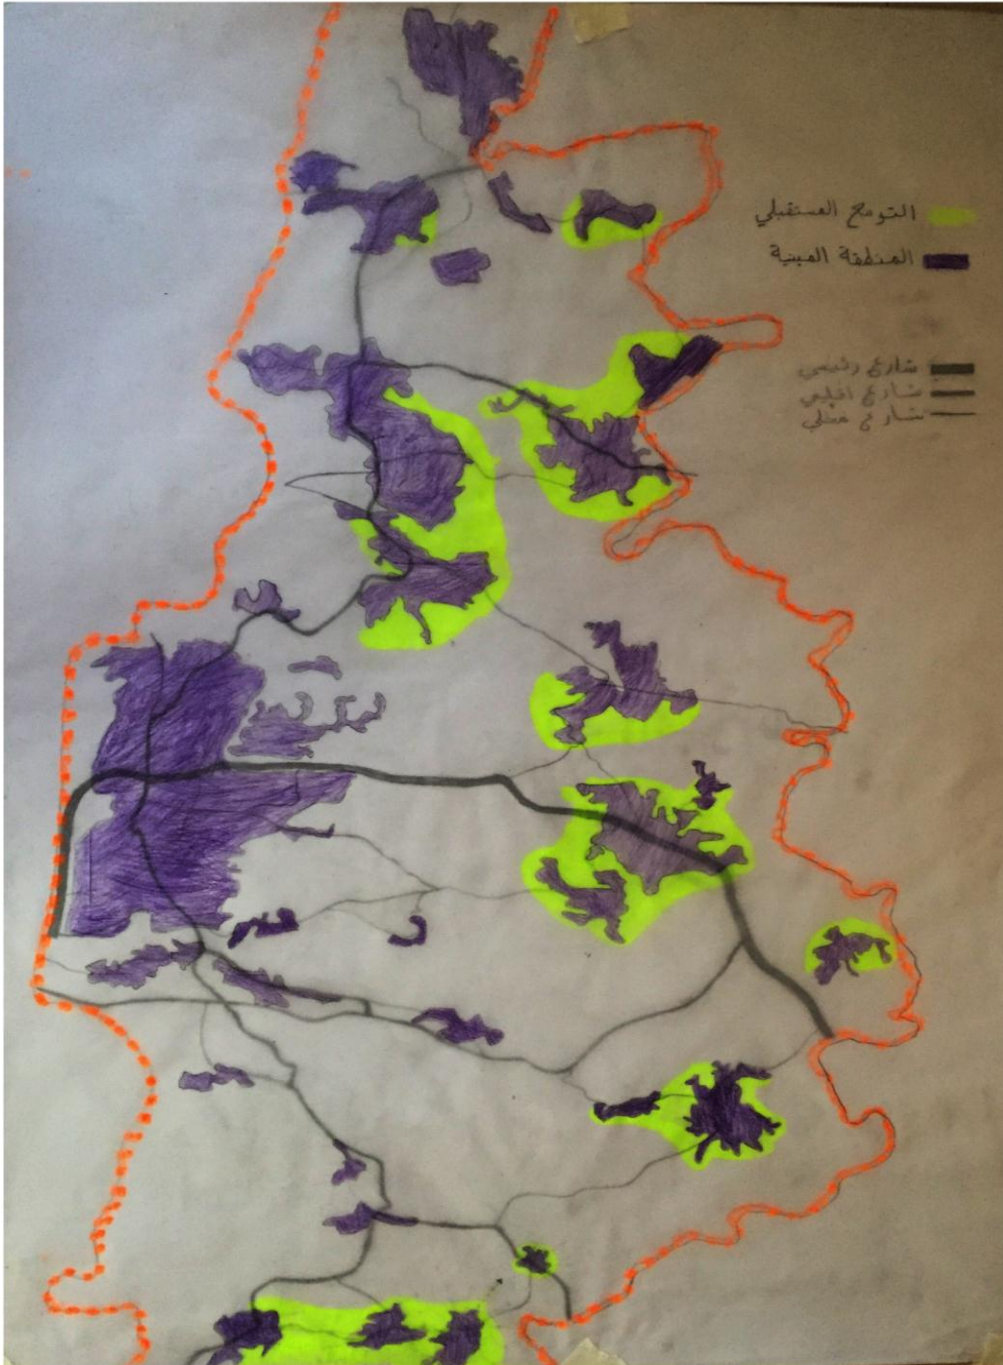 التوسع المستقبلي
المنطقة المبنية
شارع رئيسي
شارع اقليمي
شارع محلي